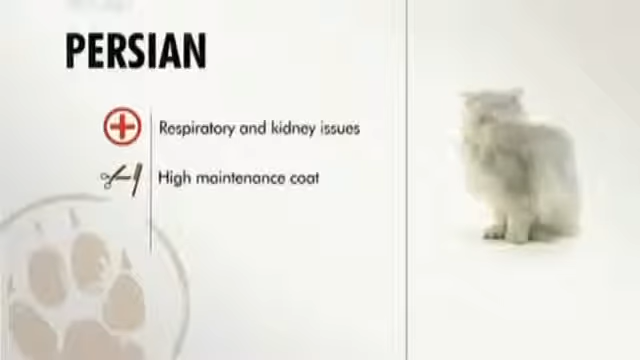 PERSIAN
Respiratory and kidney issues
High maintenance coat